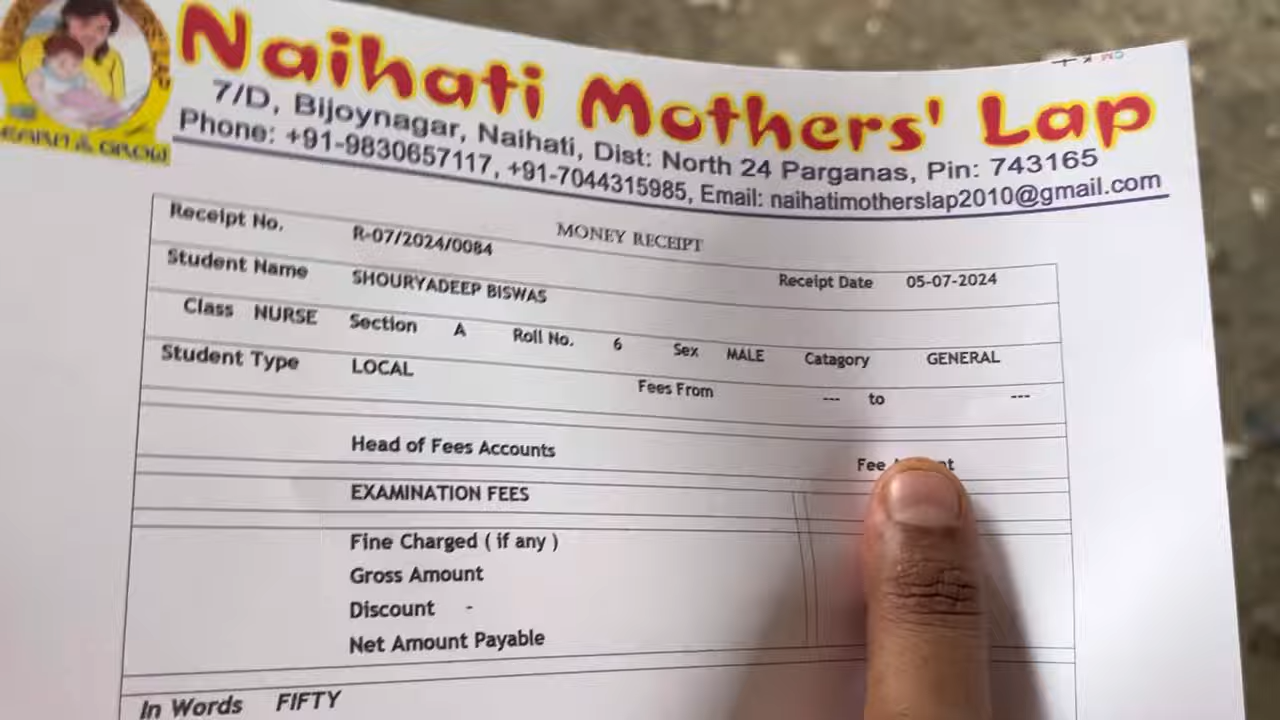 Naihati Mothers' Lap
7/D, Bijoynagar, Naihati, Dist: North 24 Parganas, Pin: 743165
Phone: +91-9830657117, +91-7044315985, Email: naihatimotherslap2010@gmail.com
MONEY RECEIPT
Receipt No. R-07/2024/0084 Receipt Date 05-07-2024
Student Name SHOURYADEEP BISWAS
Class NURSE Section A Roll No. 6 Sex MALE Catagory GENERAL
Student Type LOCAL Fees From --- to ---
Head of Fees Accounts Fee
EXAMINATION FEES
Fine Charged ( if any )
Gross Amount
Discount -
Net Amount Payable
In Words FIFTY